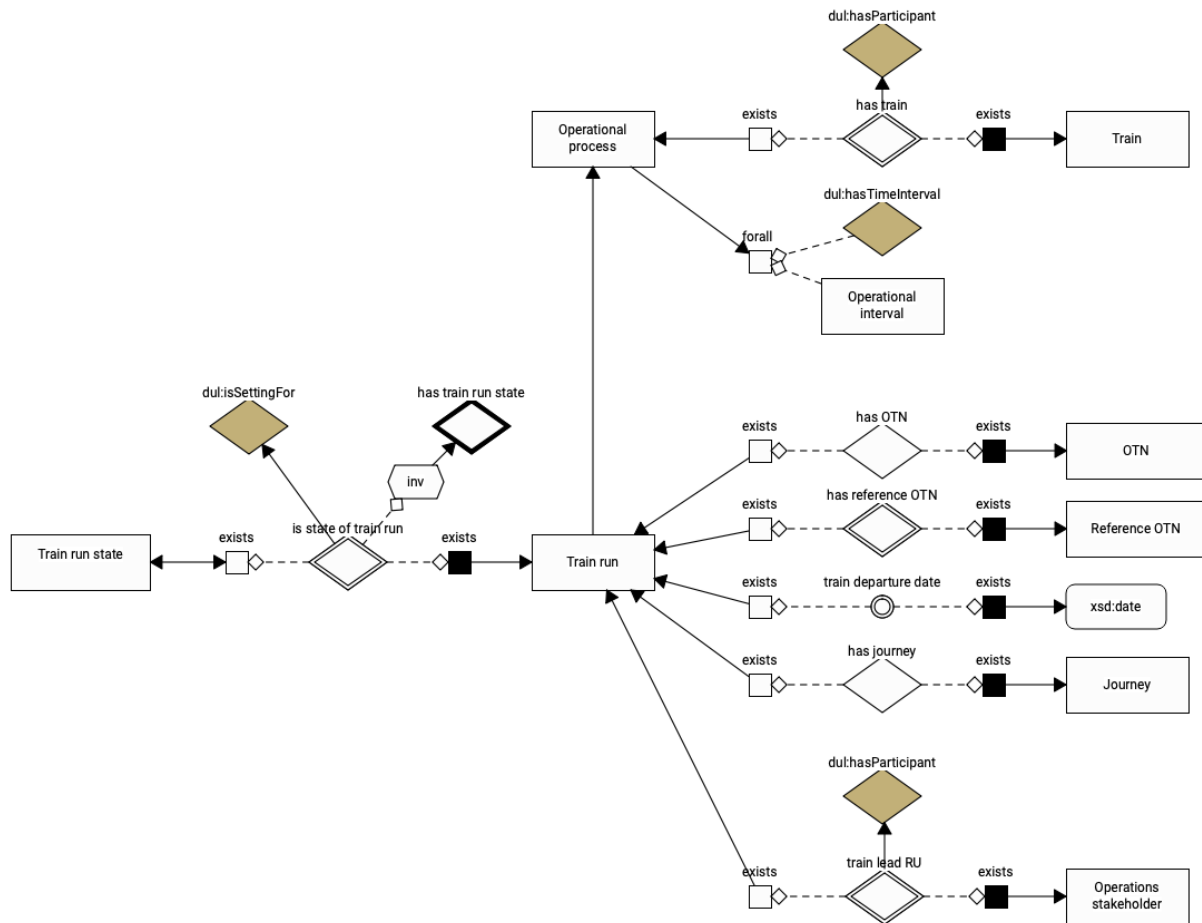 dul:hasParticipant
has train
exists
exists
Operational
process
Train
dul:hasTimeInterval
forall
Operational
interval
dul:isSettingFor
has train run state
inv
is state of train run
exists
exists
Train run state
Train run
has OTN
exists
exists
OTN
has reference OTN
exists
exists
Reference OTN
train departure date
exists
exists
xsd:date
has journey
exists
exists
Journey
dul:hasParticipant
train lead RU
exists
exists
Operations
stakeholder